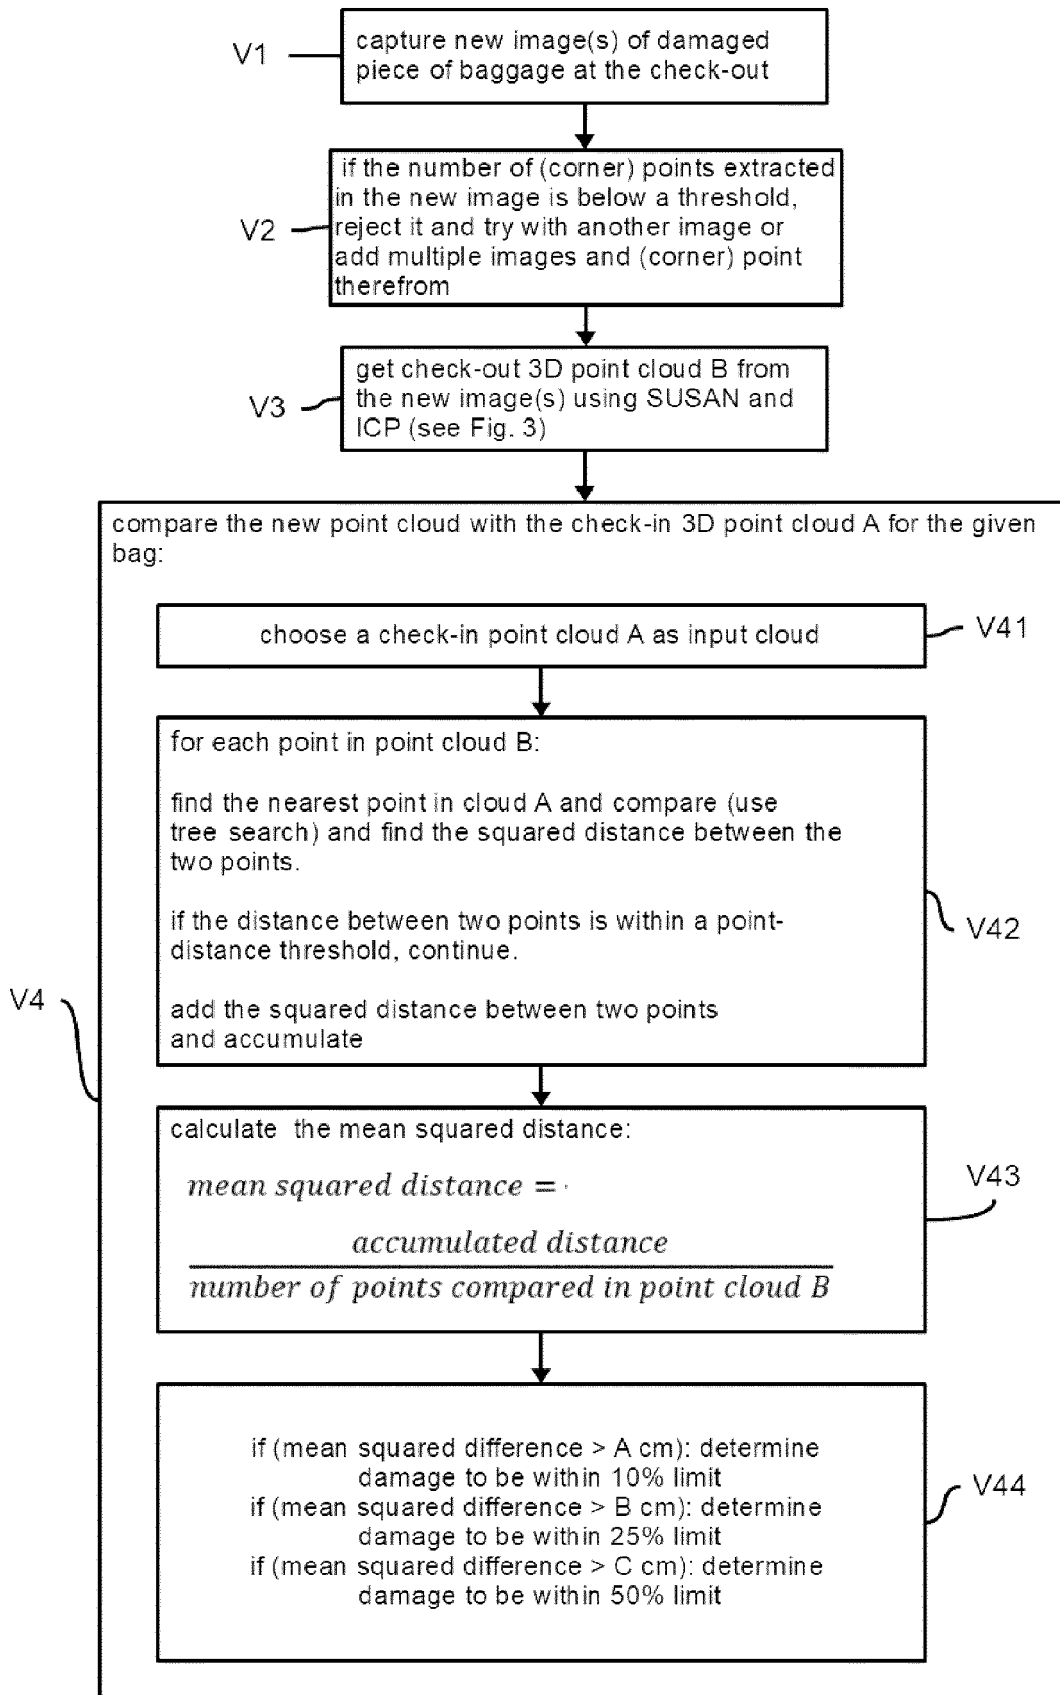 V1
capture new image(s) of damaged
piece of baggage at the check-out
V2
if the number of (corner) points extracted
in the new image is below a threshold,
reject it and try with another image or
add multiple images and (corner) point
therefrom
V3
get check-out 3D point cloud B from
the new image(s) using SUSAN and
ICP (see Fig. 3)
V4
compare the new point cloud with the check-in 3D point cloud A for the given
bag:
choose a check-in point cloud A as input cloud
V41
for each point in point cloud B:
find the nearest point in cloud A and compare (use
tree search) and find the squared distance between the
two points.
if the distance between two points is within a point-
distance threshold, continue.
add the squared distance between two points
and accumulate
V42
calculate the mean squared distance:
mean squared distance =
accumulated distance
number of points compared in point cloud B
V43
if (mean squared difference > A cm): determine
damage to be within 10% limit
if (mean squared difference > B cm): determine
damage to be within 25% limit
if (mean squared difference > C cm): determine
damage to be within 50% limit
V44